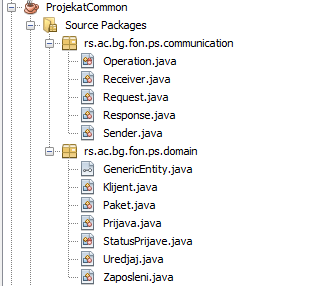 ProjekatCommon
Source Packages
rs.ac.bg.fon.ps.communication
Operation.java
Receiver.java
Request.java
Response.java
Sender.java
rs.ac.bg.fon.ps.domain
GenericEntity.java
Klijent.java
Paket.java
Prijava.java
StatusPrijave.java
Uredjaj.java
Zaposleni.java